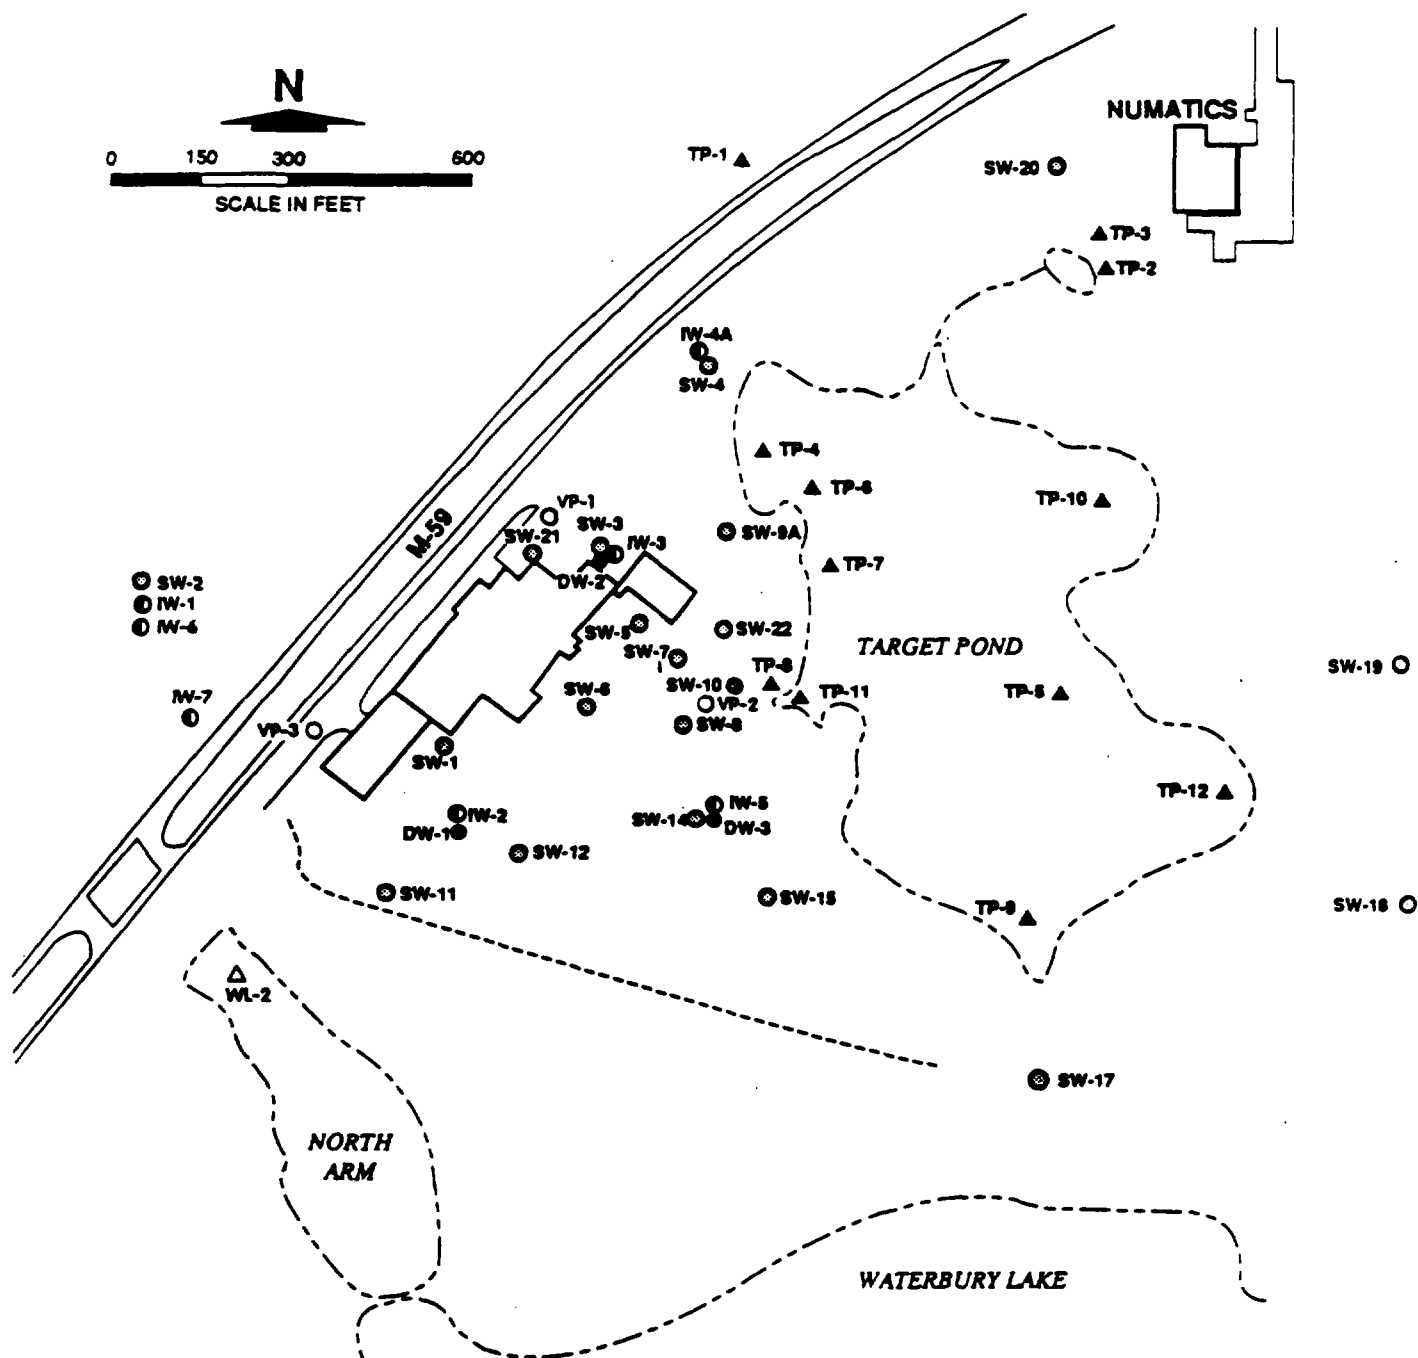 N
0 150 300 600
SCALE IN FEET
NUMATICS
TP-1
SW-20
TP-3
TP-2
IW-4A
SW-4
TP-4
TP-6
TP-10
VP-1
M-59
SW-3
SW-21
IW-3
SW-9A
DW-2
TP-7
SW-2
IW-1
IW-6
SW-5
SW-22
TARGET POND
SW-7
SW-19
TP-8
IW-7
SW-6
SW-10
TP-11
TP-5
VP-2
VP-3
SW-8
SW-1
TP-12
IW-2
IW-5
SW-14
DW-1
DW-3
SW-12
SW-11
SW-15
TP-9
SW-18
WL-2
SW-17
NORTH
ARM
WATERBURY LAKE